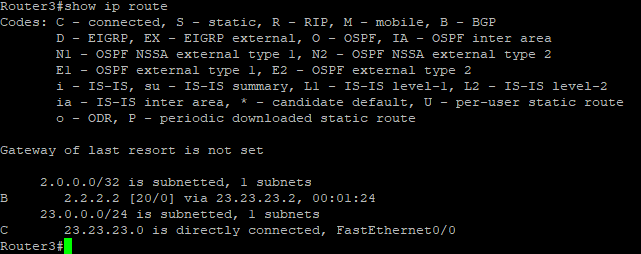 Router3#show ip route
Codes: C - connected, S - static, R - RIP, M - mobile, B - BGP
       D - EIGRP, EX - EIGRP external, O - OSPF, IA - OSPF inter area
       N1 - OSPF NSSA external type 1, N2 - OSPF NSSA external type 2
       E1 - OSPF external type 1, E2 - OSPF external type 2
       i - IS-IS, su - IS-IS summary, L1 - IS-IS level-1, L2 - IS-IS level-2
       ia - IS-IS inter area, * - candidate default, U - per-user static route
       o - ODR, P - periodic downloaded static route
Gateway of last resort is not set
     2.0.0.0/32 is subnetted, 1 subnets
B       2.2.2.2 [20/0] via 23.23.23.2, 00:01:24
     23.0.0.0/24 is subnetted, 1 subnets
C       23.23.23.0 is directly connected, FastEthernet0/0
Router3#